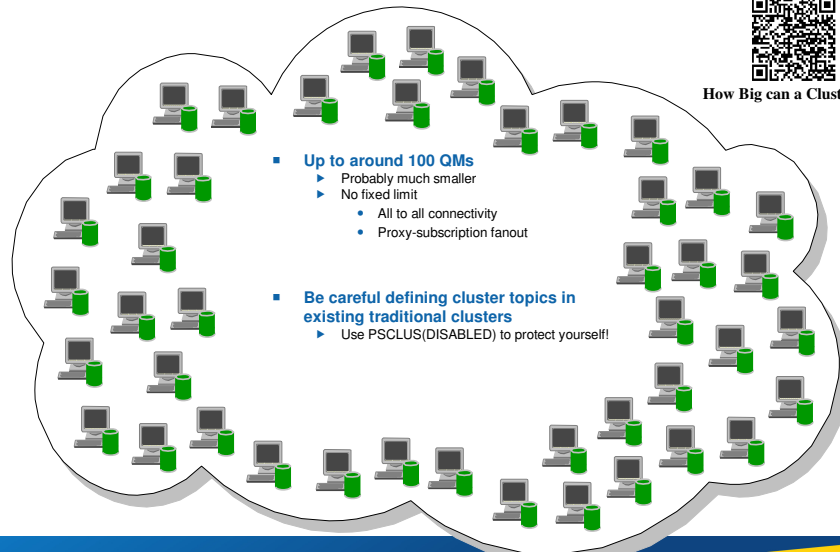 How Big can a Clust
Up to around 100 QMs
Probably much smaller
No fixed limit
All to all connectivity
Proxy-subscription fanout
Be careful defining cluster topics in
existing traditional clusters
Use PSCLUS(DISABLED) to protect yourself!